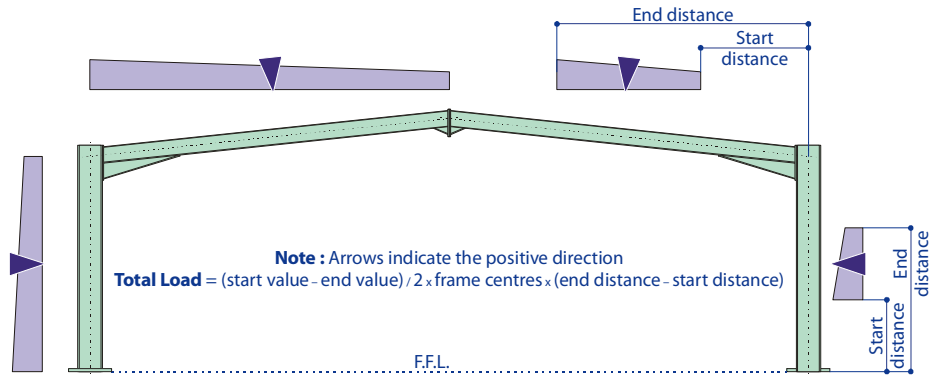 End distance
Start
distance
Note : Arrows indicate the positive direction
Total Load = (start value - end value) / 2 x frame centres x (end distance - start distance)
End
distance
Start
distance
F.F.L.